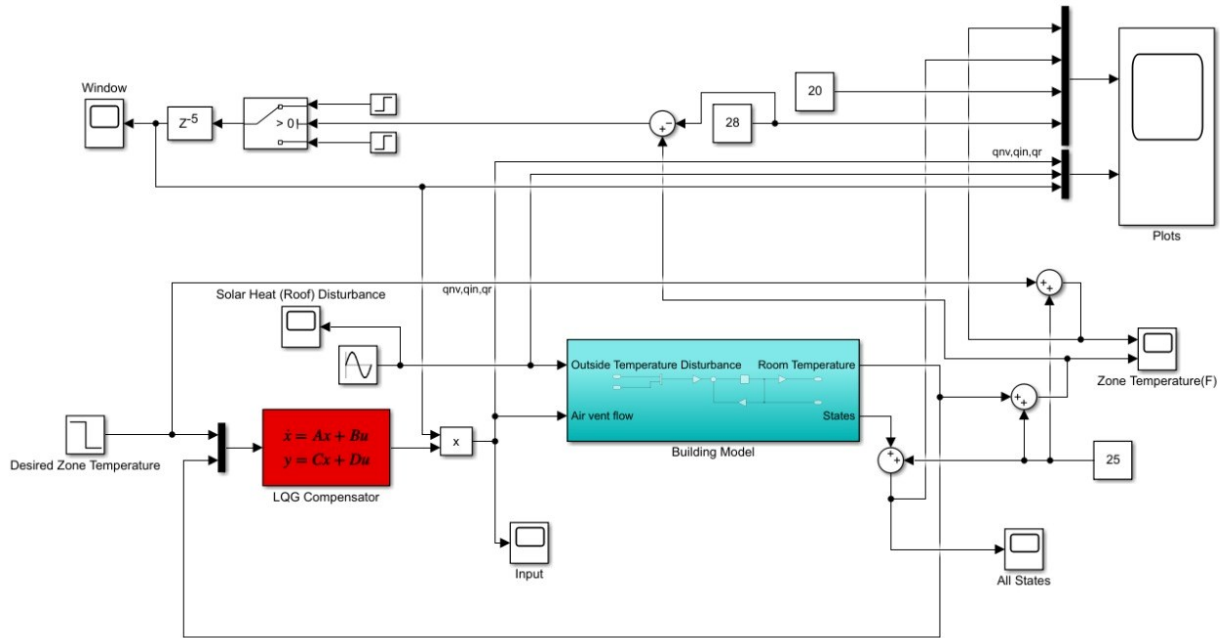 Window
Z-5
> 0
28
20
qnv,qin,qr
Plots
Solar Heat (Roof) Disturbance
qnv,qin,qr
Outside Temperature Disturbance
Room Temperature
Air vent flow
States
Building Model
Zone Temperature(F)
Desired Zone Temperature
ẋ = Ax + Bu
y = Cx + Du
LQG Compensator
x
25
Input
All States